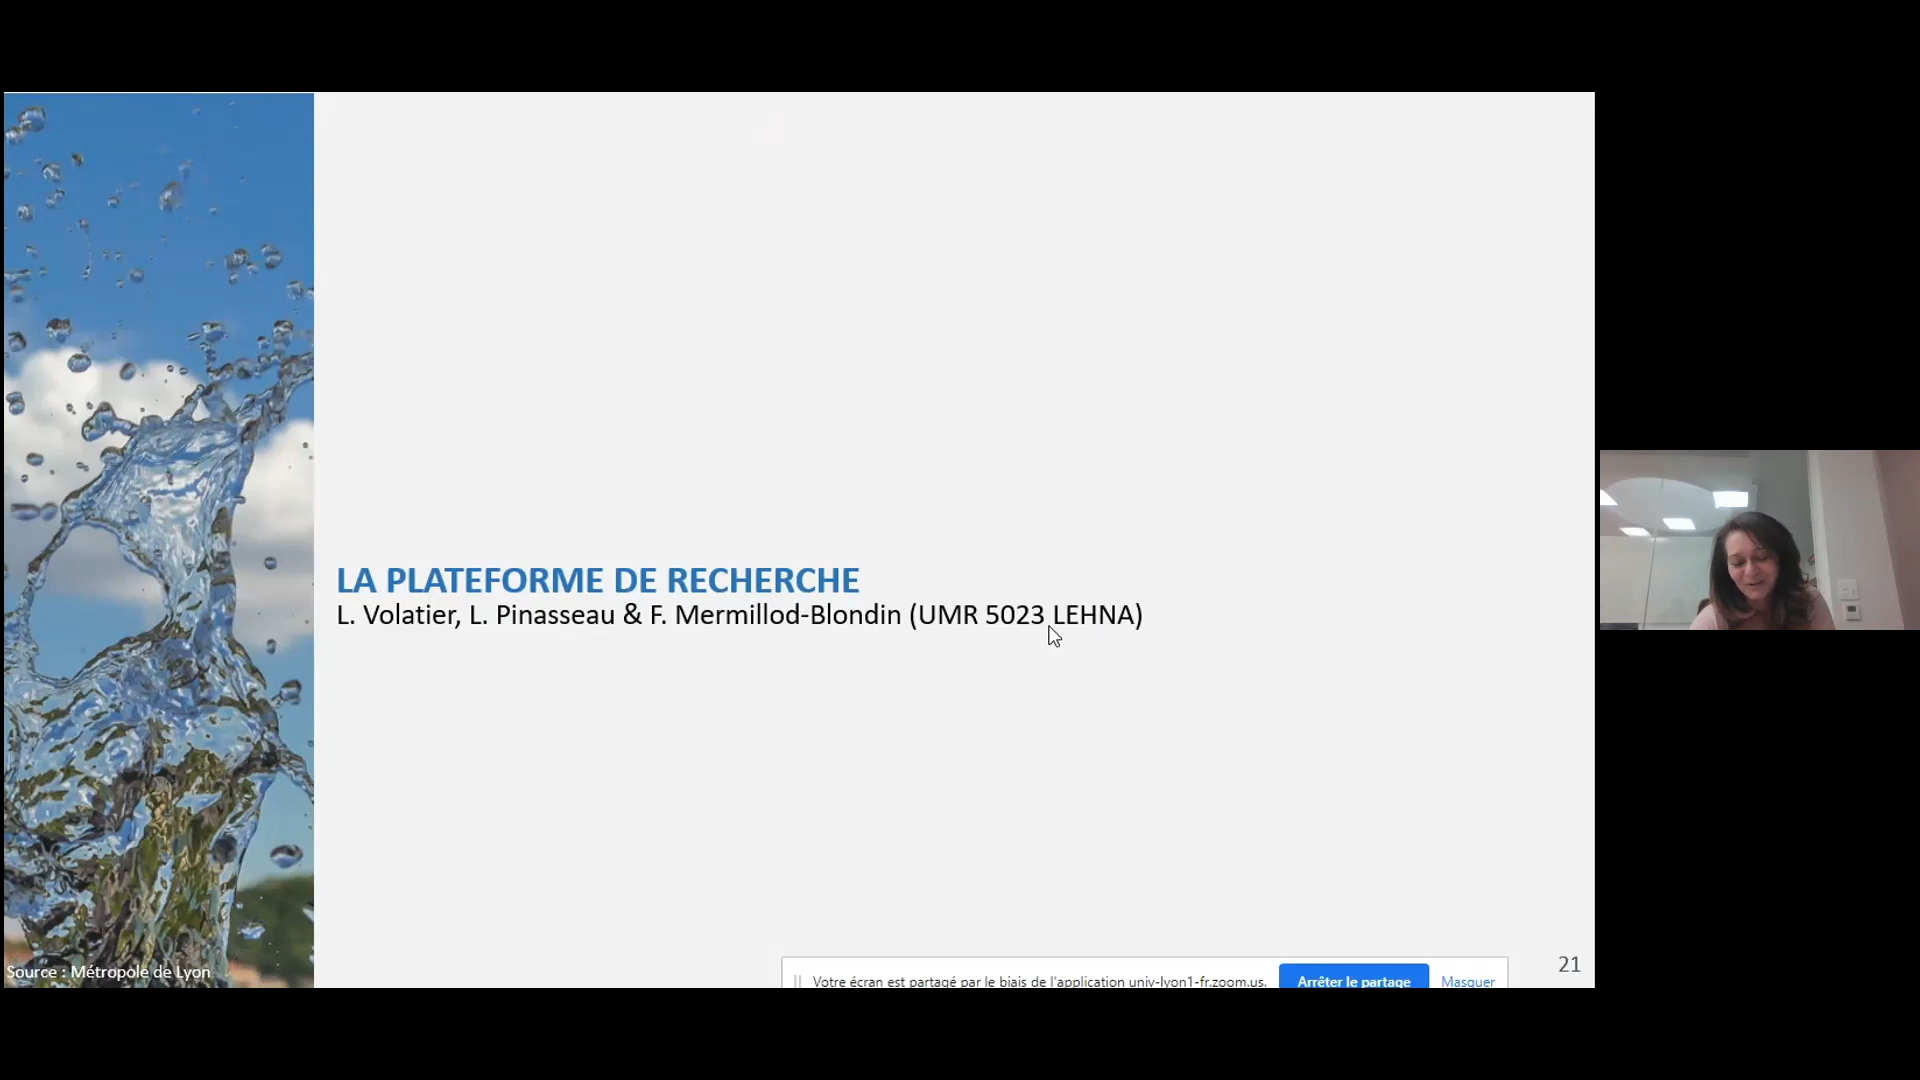 LA PLATEFORME DE RECHERCHE
L. Volatier, L. Pinasseau & F. Mermillod-Blondin (UMR 5023 LEHNA)
Source : Métropole de Lyon
21
Votre écran est partagé par le biais de l'application univ-lyon1-fr.zoom.us. Arrêter le partage Masquer